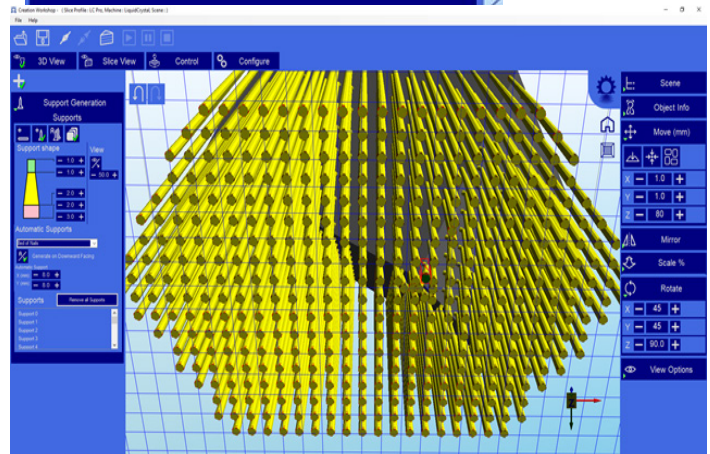 Creation Workshop - ( Slice Profile: LC Pro, Machine: LiquidCrystal, Scene : )
File Help
3D View
Slice View
Control
Configure
Support Generation
Supports
Support shape
View
1.0
1.0
50.0
2.0
2.0
3.0
Automatic Supports
Bed of Nails
Generate on Downward Facing
8.0
8.0
Supports
Remove all Supports
Support 0
Support 1
Support 2
Support 3
Support 4
Scene
Object Info
Move (mm)
X 1.0
Y 1.0
Z 80
Mirror
Scale %
Rotate
X 45
Y 45
Z 90.0
View Options